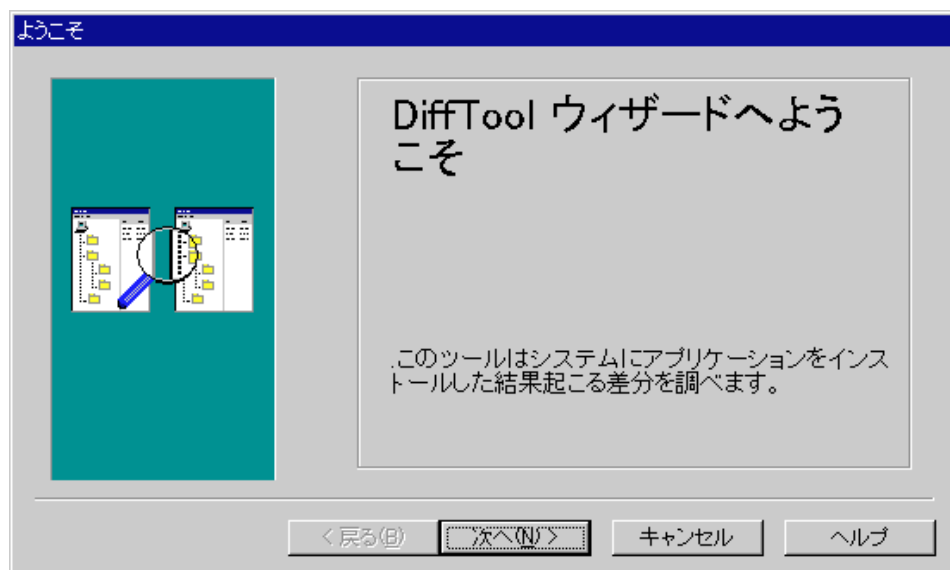 ようこそ
DiffTool ウィザードへよう
こそ
.このツールはシステムにアプリケーションをインス
トールした結果起こる差分を調べます。
< 戻る(B)
次へ(N) >
キャンセル
ヘルプ